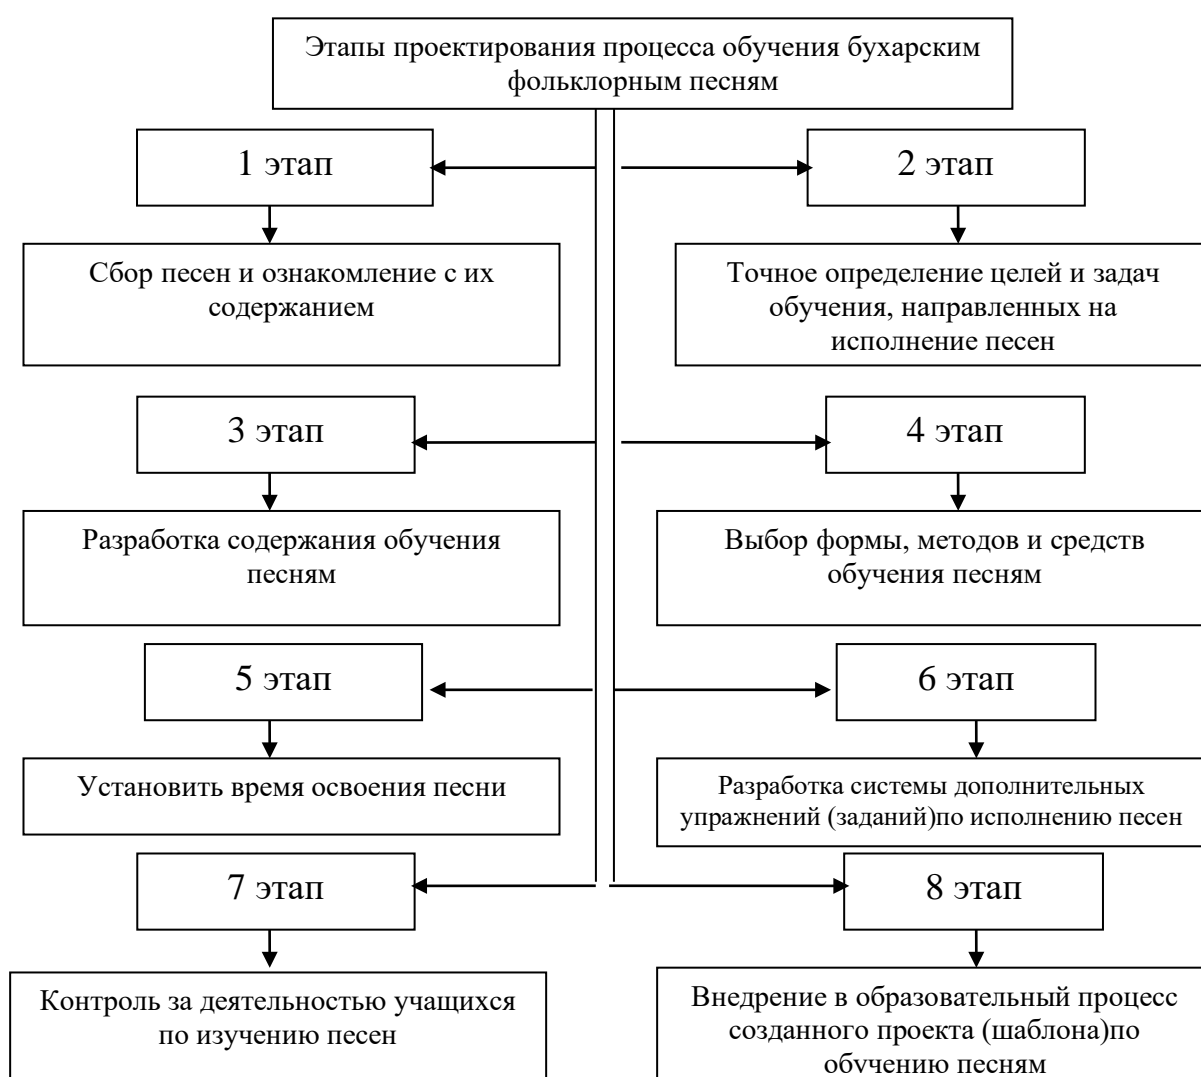 Этапы проектирования процесса обучения бухарским
фольклорным песням
1 этап
2 этап
Сбор песен и ознакомление с их
содержанием
Точное определение целей и задач
обучения, направленных на
исполнение песен
3 этап
4 этап
Разработка содержания обучения
песням
Выбор формы, методов и средств
обучения песням
5 этап
6 этап
Установить время освоения песни
Разработка системы дополнительных
упражнений (заданий)по исполнению песен
7 этап
8 этап
Контроль за деятельностью учащихся
по изучению песен
Внедрение в образовательный процесс
созданного проекта (шаблона)по
обучению песням